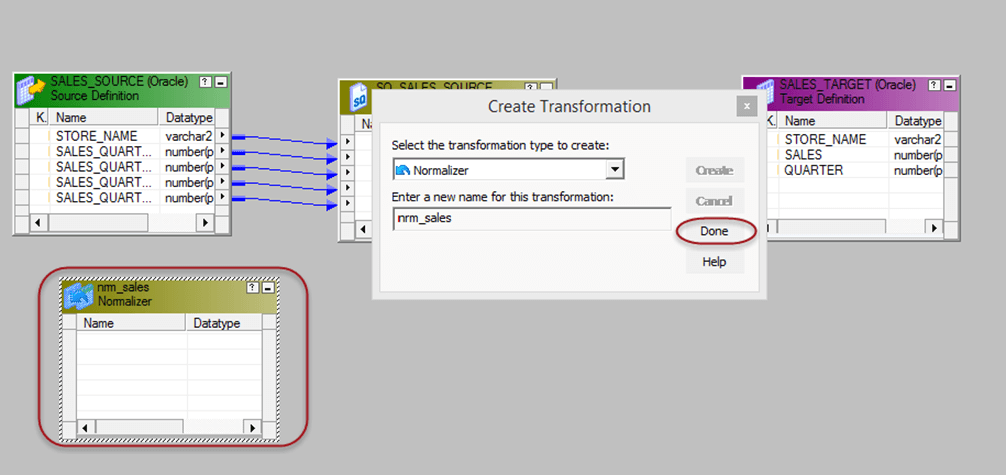 SALES_SOURCE (Oracle)
Source Definition
K. Name Datatype
STORE_NAME varchar2
SALES_QUART... number(p
SALES_QUART... number(p
SALES_QUART... number(p
SALES_QUART... number(p
SQ_SALES_SOURCE
SQ
Create Transformation
x
Select the transformation type to create:
Normalizer
Enter a new name for this transformation:
nrm_sales
Create
Cancel
Done
Help
SALES_TARGET (Oracle)
Target Definition
K. Name Datatype
STORE_NAME varchar2
SALES number(p
QUARTER number(p
nrm_sales
Normalizer
Name Datatype